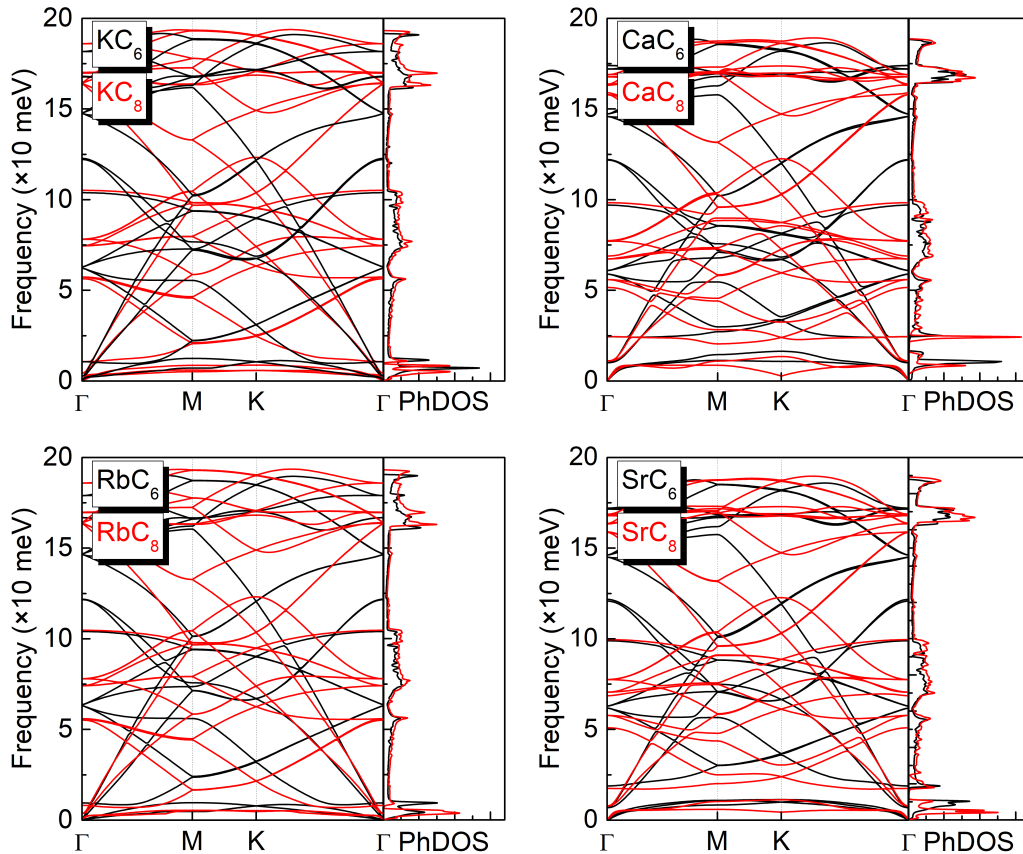 KC6
KC8
Frequency (×10 meV)
20
15
10
5
0
Γ M K Γ PhDOS
CaC6
CaC8
Frequency (×10 meV)
20
15
10
5
0
Γ M K Γ PhDOS
RbC6
RbC8
Frequency (×10 meV)
20
15
10
5
0
Γ M K Γ PhDOS
SrC6
SrC8
Frequency (×10 meV)
20
15
10
5
0
Γ M K Γ PhDOS